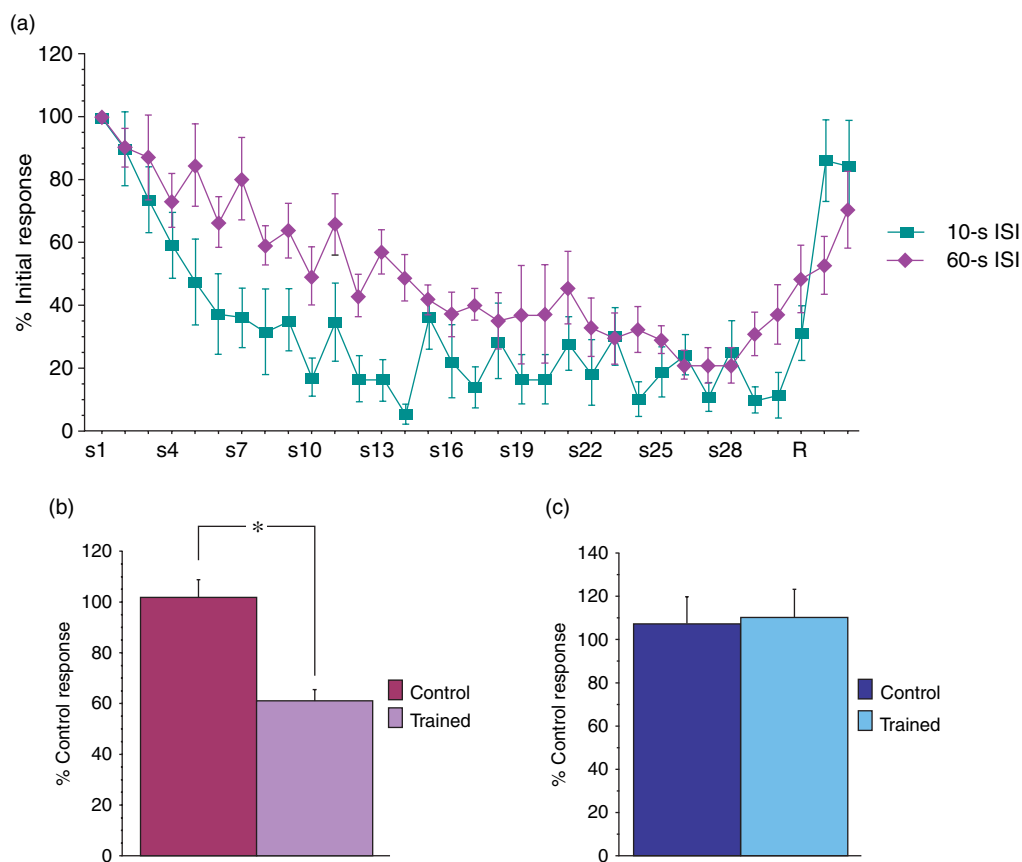 (a)
120
100
80
60
40
20
0
% Initial response
s1 s4 s7 s10 s13 s16 s19 s22 s25 s28 R
10-s ISI
60-s ISI
(b)
*
120
100
80
60
40
20
0
% Control response
Control
Trained
(c)
140
120
100
80
60
40
20
0
% Control response
Control
Trained